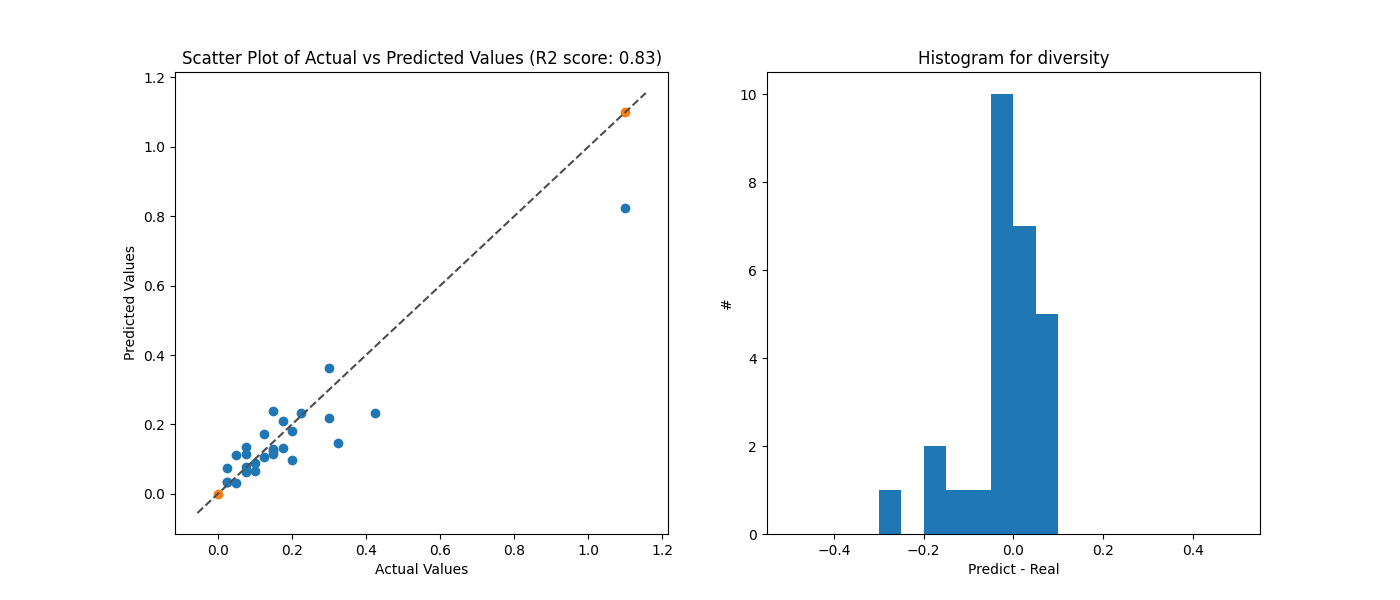 Scatter Plot of Actual vs Predicted Values (R2 score: 0.83)
1.2
1.0
0.8
0.6
0.4
0.2
0.0
Predicted Values
0.0 0.2 0.4 0.6 0.8 1.0 1.2
Actual Values
Histogram for diversity
10
8
6
4
2
0
#
−0.4 −0.2 0.0 0.2 0.4
Predict - Real